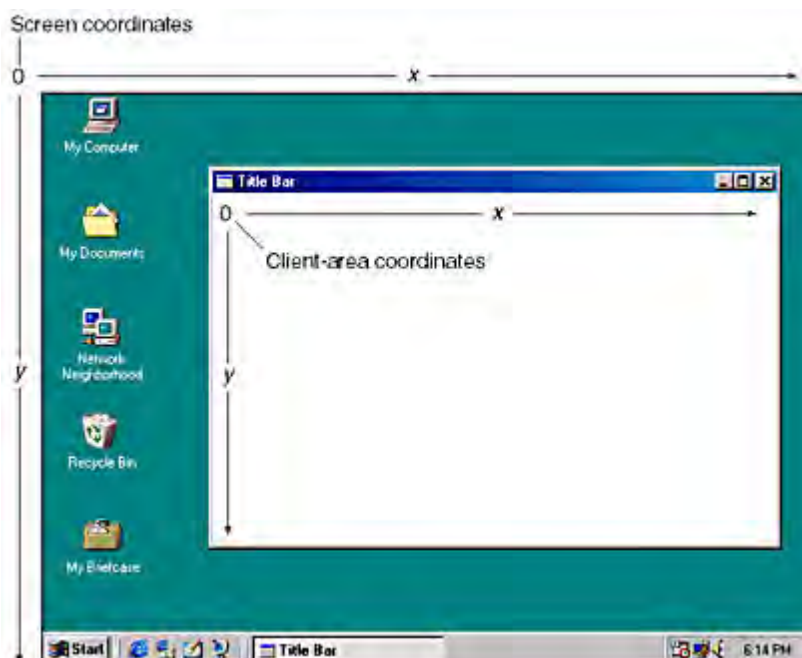 Screen coordinates
0
x
My Computer
Title Bar
0
x
My Documents
Client-area coordinates
Network
Neighborhood
y
y
Recycle Bin
My Briefcase
Start
Title Bar
6:14 PM